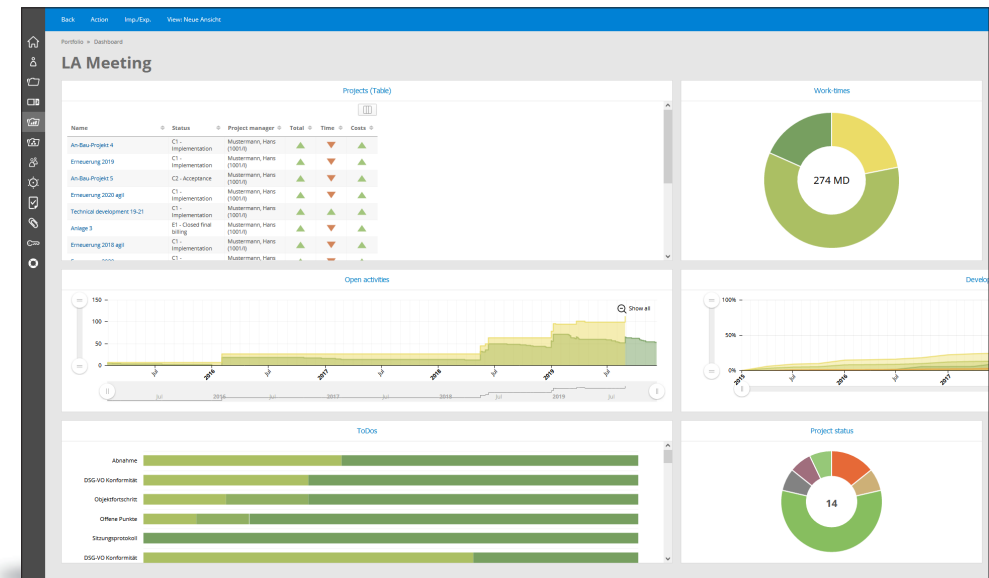 Back Action Imp./Exp. View: Neue Ansicht
Portfolio » Dashboard
LA Meeting
Projects (Table)
Name Status Project manager Total Time Costs
An-Bau-Projekt 4 C1 - Implementation Mustermann, Hans (1001/I)
Erneuerung 2019 C1 - Implementation Mustermann, Hans (1001/I)
An-Bau-Projekt 5 C2 - Acceptance Mustermann, Hans (1001/I)
Erneuerung 2020 agil C1 - Implementation Mustermann, Hans (1001/I)
Technical development 19-21 C1 - Implementation Mustermann, Hans (1001/I)
Anlage 3 E1 - Closed final billing Mustermann, Hans (1001/I)
Erneuerung 2018 agil C1 - Implementation Mustermann, Hans (1001/I)
C1 - Mustermann, Hans
Work-times
274 MD
Open activities
Show all
150
100
50
0
Jul 2016 Jul 2017 Jul 2018 Jul 2019 Jul
Jul 2016 Jul 2017 Jul 2018 Jul 2019 Jul
Develop
100%
50%
0%
2015 Jul 2016 Jul 2017
ToDos
Abnahme
DSG-VO Konformität
Objektfortschritt
Offene Punkte
Sitzungsprotokoll
DSG-VO Konformität
Project status
14